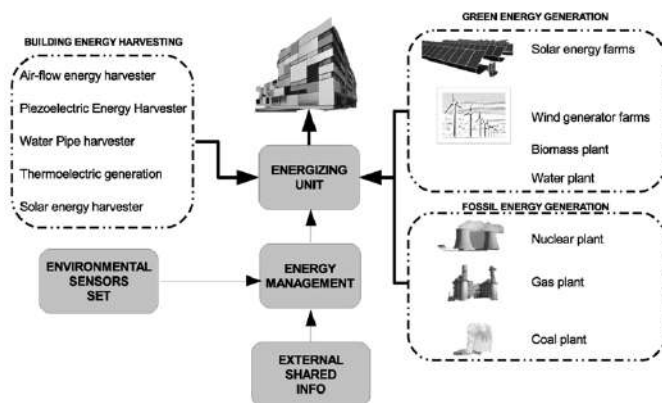 BUILDING ENERGY HARVESTING
Air-flow energy harvester
Piezoelectric Energy Harvester
Water Pipe harvester
Thermoelectric generation
Solar energy harvester
GREEN ENERGY GENERATION
Solar energy farms
Wind generator farms
Biomass plant
Water plant
FOSSIL ENERGY GENERATION
Nuclear plant
Gas plant
Coal plant
ENERGIZING
UNIT
ENVIRONMENTAL
SENSORS
SET
ENERGY
MANAGEMENT
EXTERNAL
SHARED
INFO